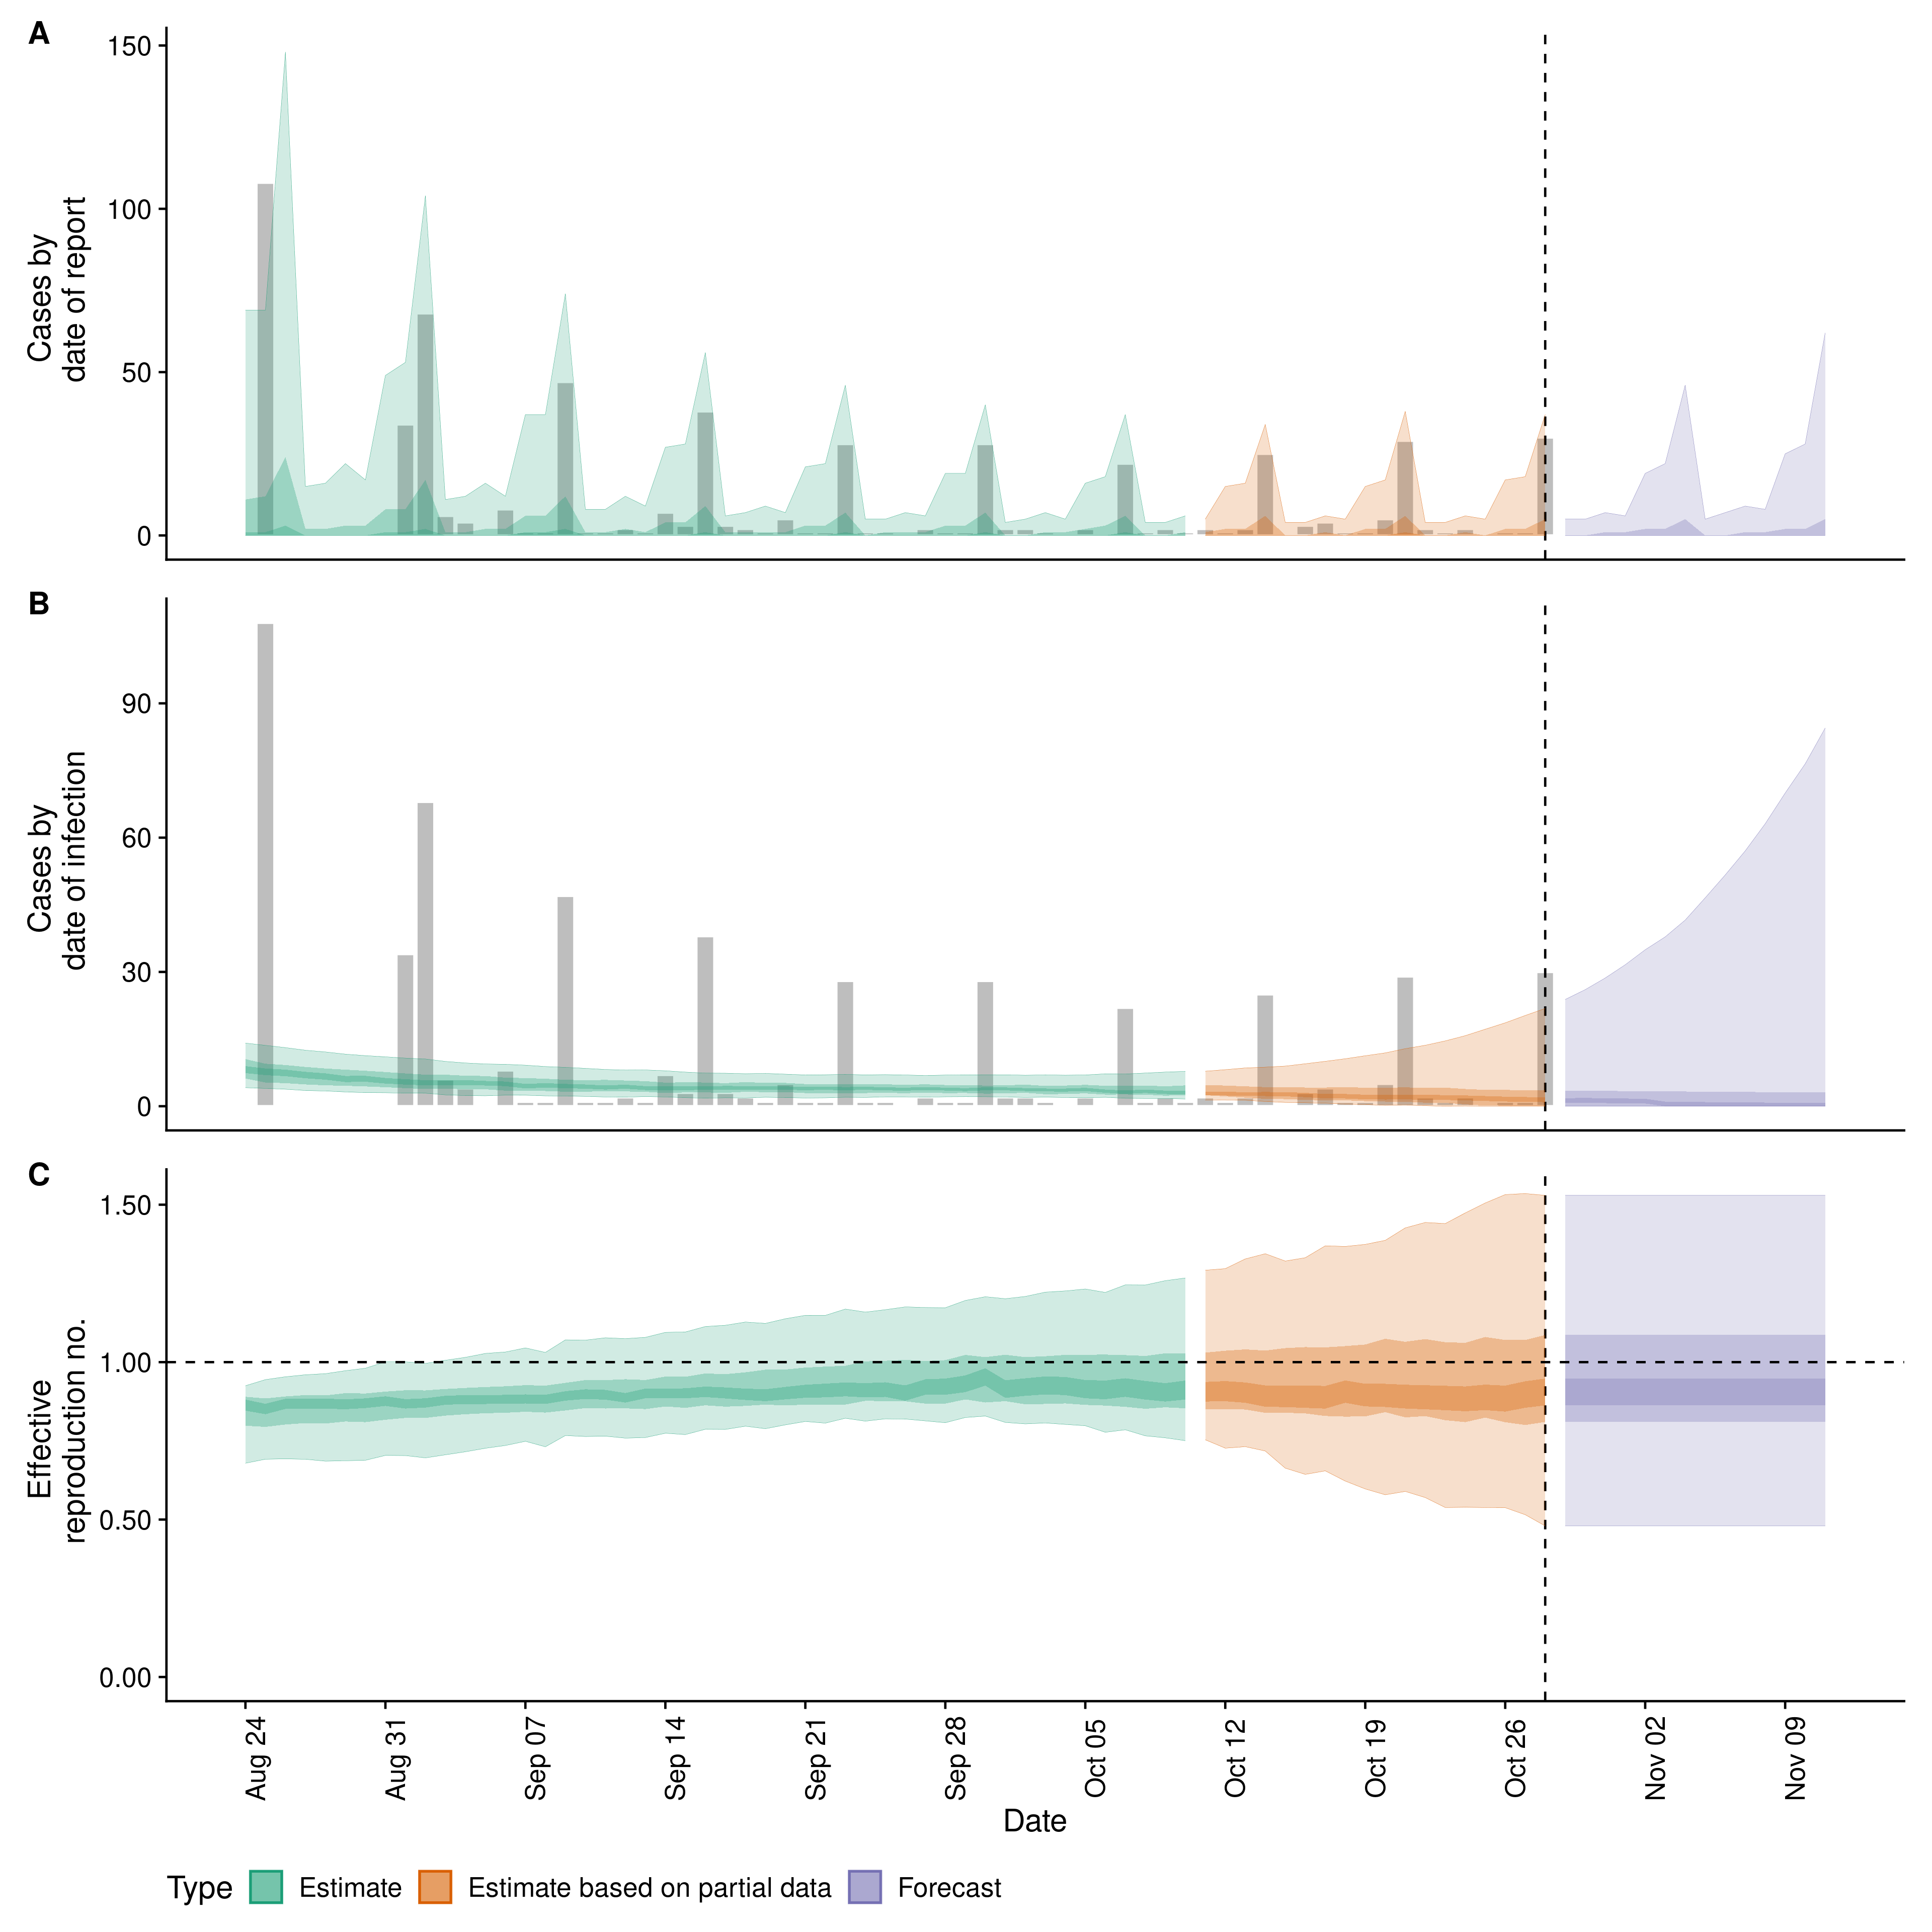 A
Cases by
date of report
150
100
50
0
B
Cases by
date of infection
90
60
30
0
C
Effective
reproduction no.
1.50
1.00
0.50
0.00
Aug 24
Aug 31
Sep 07
Sep 14
Sep 21
Sep 28
Oct 05
Oct 12
Oct 19
Oct 26
Nov 02
Nov 09
Date
Type
Estimate
Estimate based on partial data
Forecast